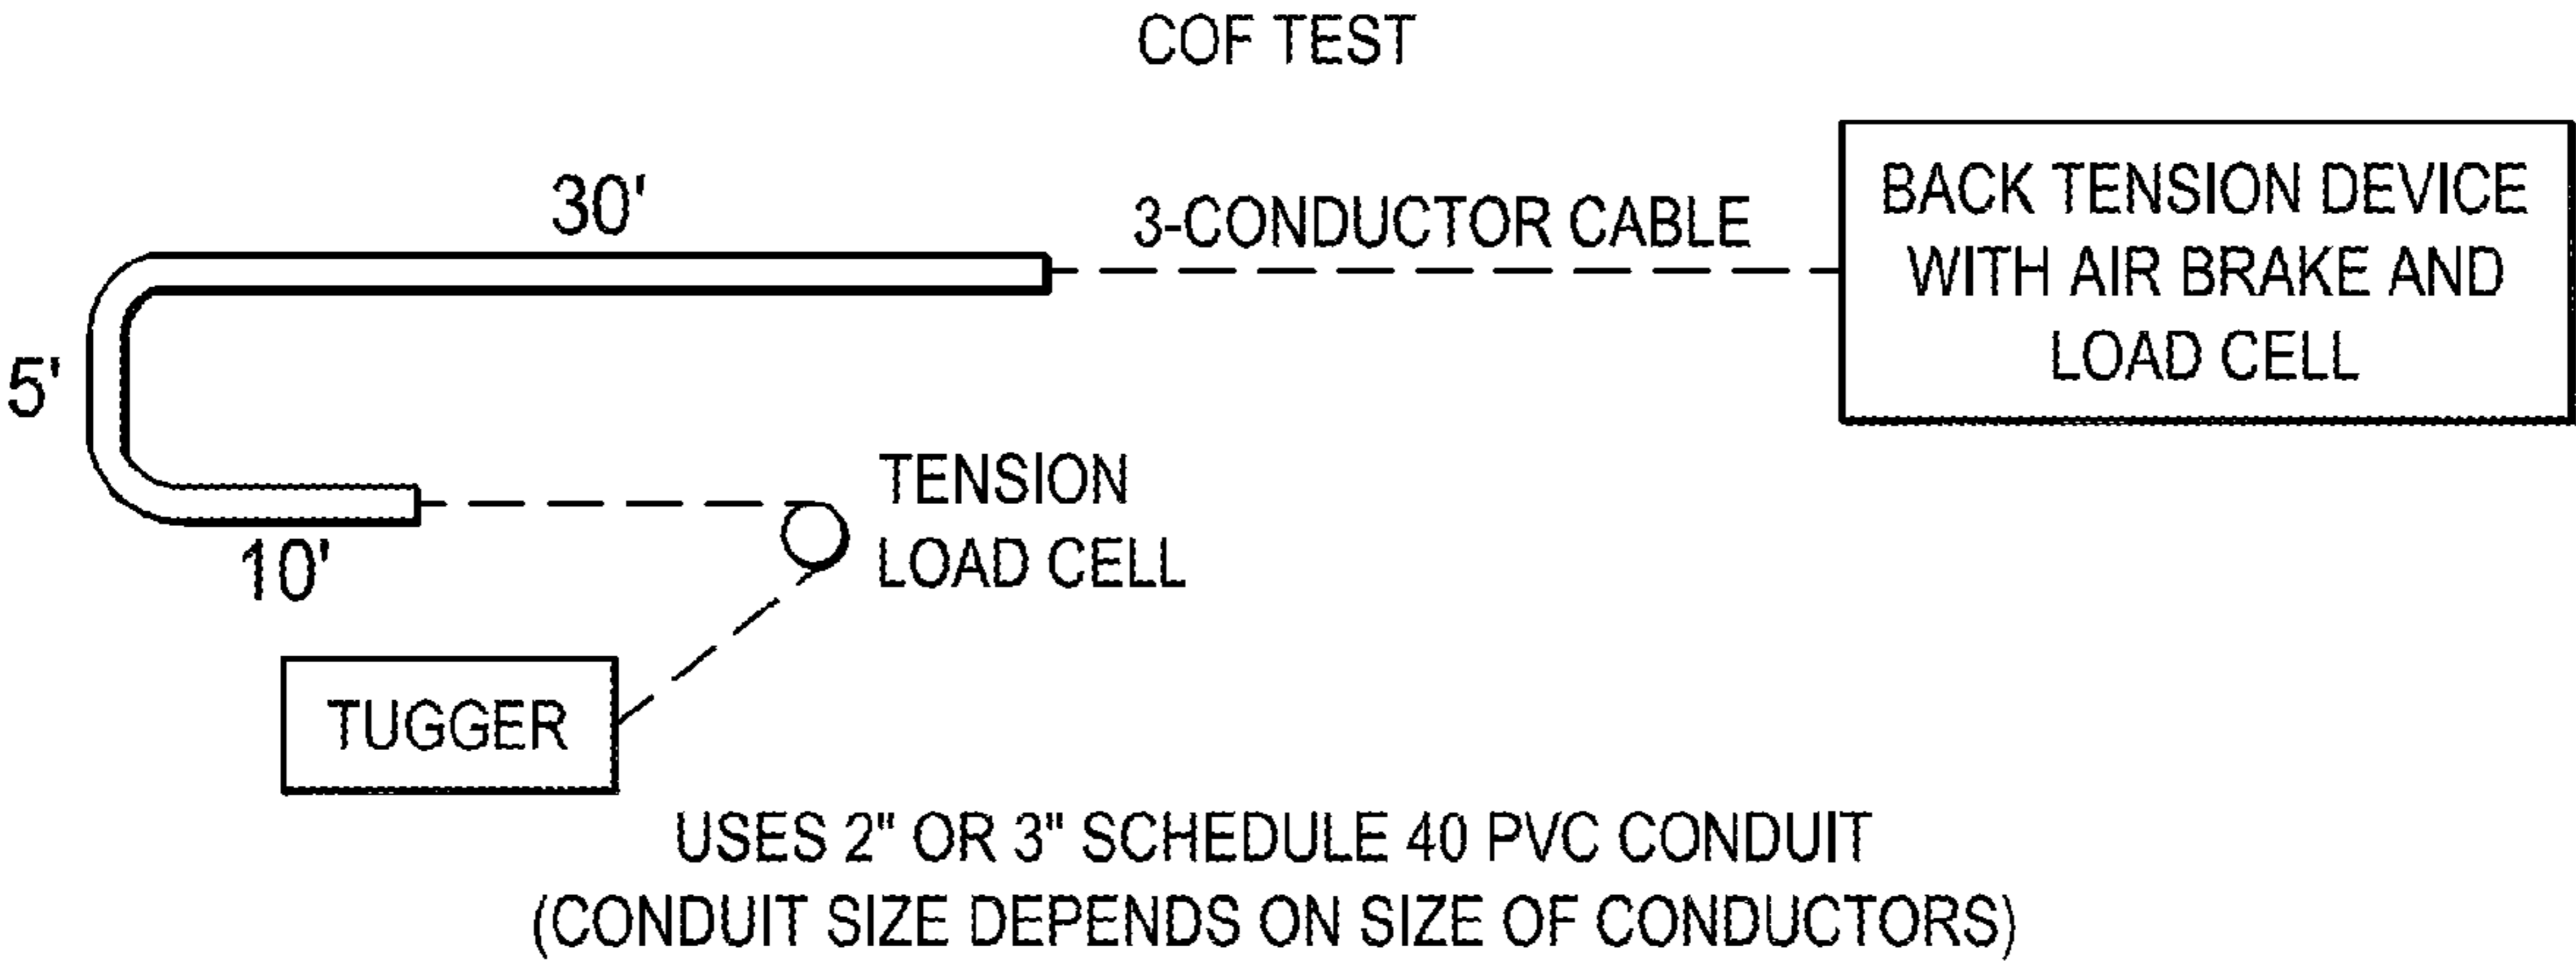 COF TEST
30'
3-CONDUCTOR CABLE
BACK TENSION DEVICE
WITH AIR BRAKE AND
LOAD CELL
5'
10'
TENSION
LOAD CELL
TUGGER
USES 2" OR 3" SCHEDULE 40 PVC CONDUIT
(CONDUIT SIZE DEPENDS ON SIZE OF CONDUCTORS)